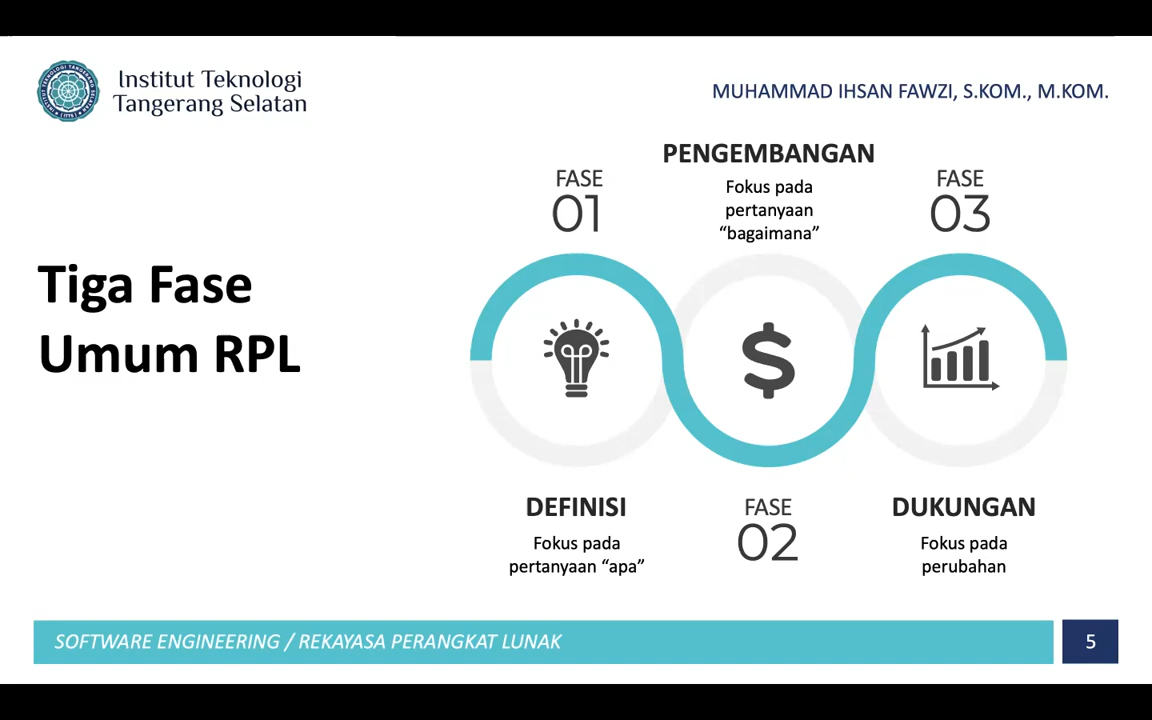 Institut Teknologi
Tangerang Selatan
MUHAMMAD IHSAN FAWZI, S.KOM., M.KOM.
Tiga Fase
Umum RPL
FASE
01
DEFINISI
Fokus pada
pertanyaan “apa”
PENGEMBANGAN
Fokus pada
pertanyaan
“bagaimana”
$
FASE
02
FASE
03
DUKUNGAN
Fokus pada
perubahan
SOFTWARE ENGINEERING / REKAYASA PERANGKAT LUNAK
5